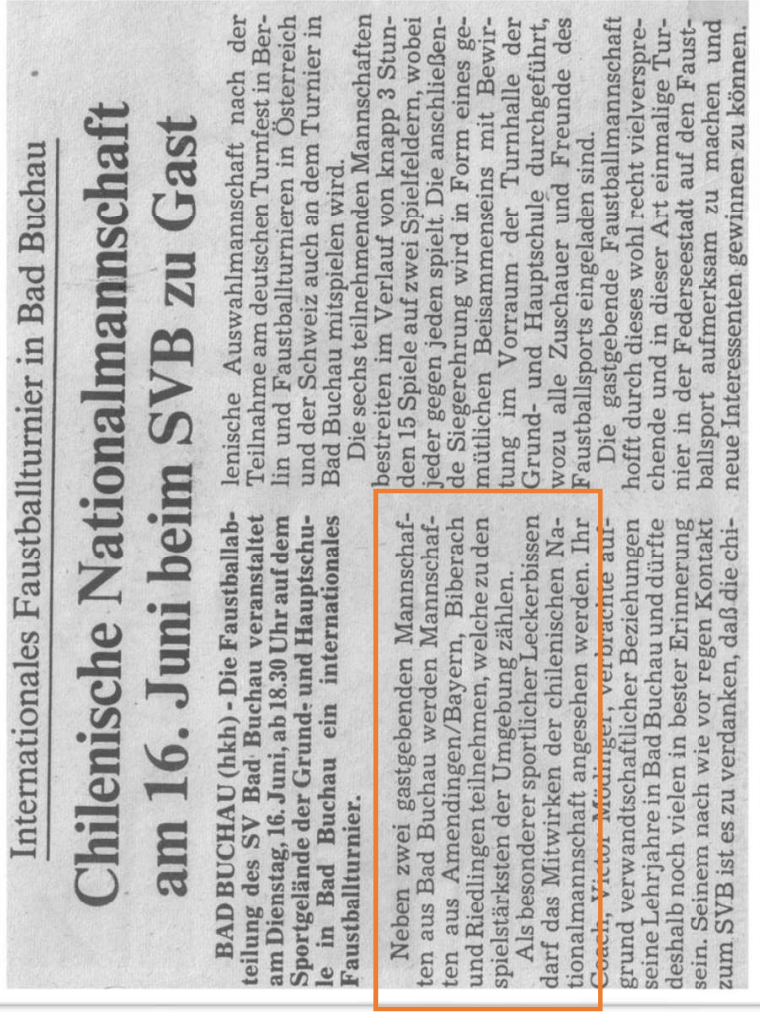 Internationales Faustballturnier in Bad Buchau
Chilenische Nationalmannschaft
am 16. Juni beim SVB zu Gast
BAD BUCHAU (hkh) - Die Faustballab-
teilung des SV Bad Buchau veranstaltet
am Dienstag, 16. Juni, ab 18.30 Uhr auf dem
Sportgelände der Grund- und Hauptschu-
le in Bad Buchau ein internationales
Faustballturnier.
Neben zwei gastgebenden Mannschaf-
ten aus Bad Buchau werden Mannschaf-
ten aus Amendingen/Bayern, Biberach
und Riedlingen teilnehmen, welche zu den
spielstärksten der Umgebung zählen.
Als besonderer sportlicher Leckerbissen
darf das Mitwirken der chilenischen Na-
tionalmannschaft angesehen werden. Ihr
Coach, Victor Mödinger, verbrachte auf-
grund verwandtschaftlicher Beziehungen
seine Lehrjahre in Bad Buchau und dürfte
deshalb noch vielen in bester Erinnerung
sein. Seinem nach wie vor regen Kontakt
zum SVB ist es zu verdanken, daß die chi-
lenische Auswahlmannschaft nach der
Teilnahme am deutschen Turnfest in Ber-
lin und Faustballturnieren in Österreich
und der Schweiz auch an dem Turnier in
Bad Buchau mitspielen wird.
Die sechs teilnehmenden Mannschaften
bestreiten im Verlauf von knapp 3 Stun-
den 15 Spiele auf zwei Spielfeldern, wobei
jeder gegen jeden spielt. Die anschließen-
de Siegerehrung wird in Form eines ge-
mütlichen Beisammenseins mit Bewir-
tung im Vorraum der Turnhalle der
Grund- und Hauptschule durchgeführt,
wozu alle Zuschauer und Freunde des
Faustballsports eingeladen sind.
Die gastgebende Faustballmannschaft
hofft durch dieses wohl recht vielverspre-
chende und in dieser Art einmalige Tur-
nier in der Federseestadt auf den Faust-
ballsport aufmerksam zu machen und
neue Interessenten gewinnen zu können.